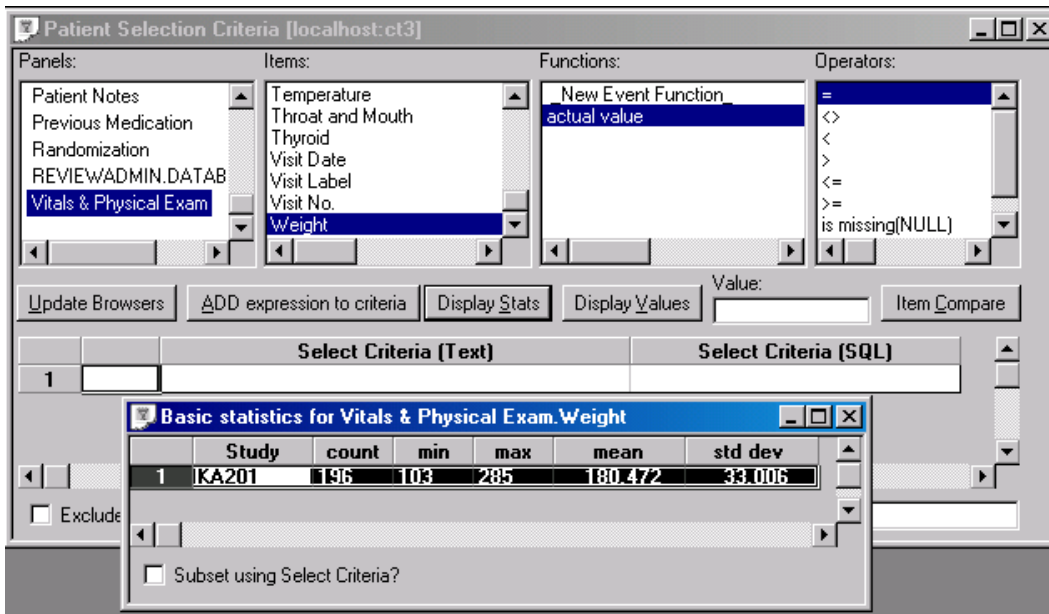 Patient Selection Criteria [localhost:ct3]
Panels: Items: Functions: Operators:
Patient Notes
Previous Medication
Randomization
REVIEWADMIN.DATAB
Vitals & Physical Exam
Temperature
Throat and Mouth
Thyroid
Visit Date
Visit Label
Visit No.
Weight
_New Event Function_
actual value
=
<>
<
>
<=
>=
is missing(NULL)
Update Browsers ADD expression to criteria Display Stats Display Values Value: Item Compare
Select Criteria (Text) Select Criteria (SQL)
1
Basic statistics for Vitals & Physical Exam.Weight
Study count min max mean std dev
1 KA201 196 103 285 180.472 33.006
Exclude
Subset using Select Criteria?